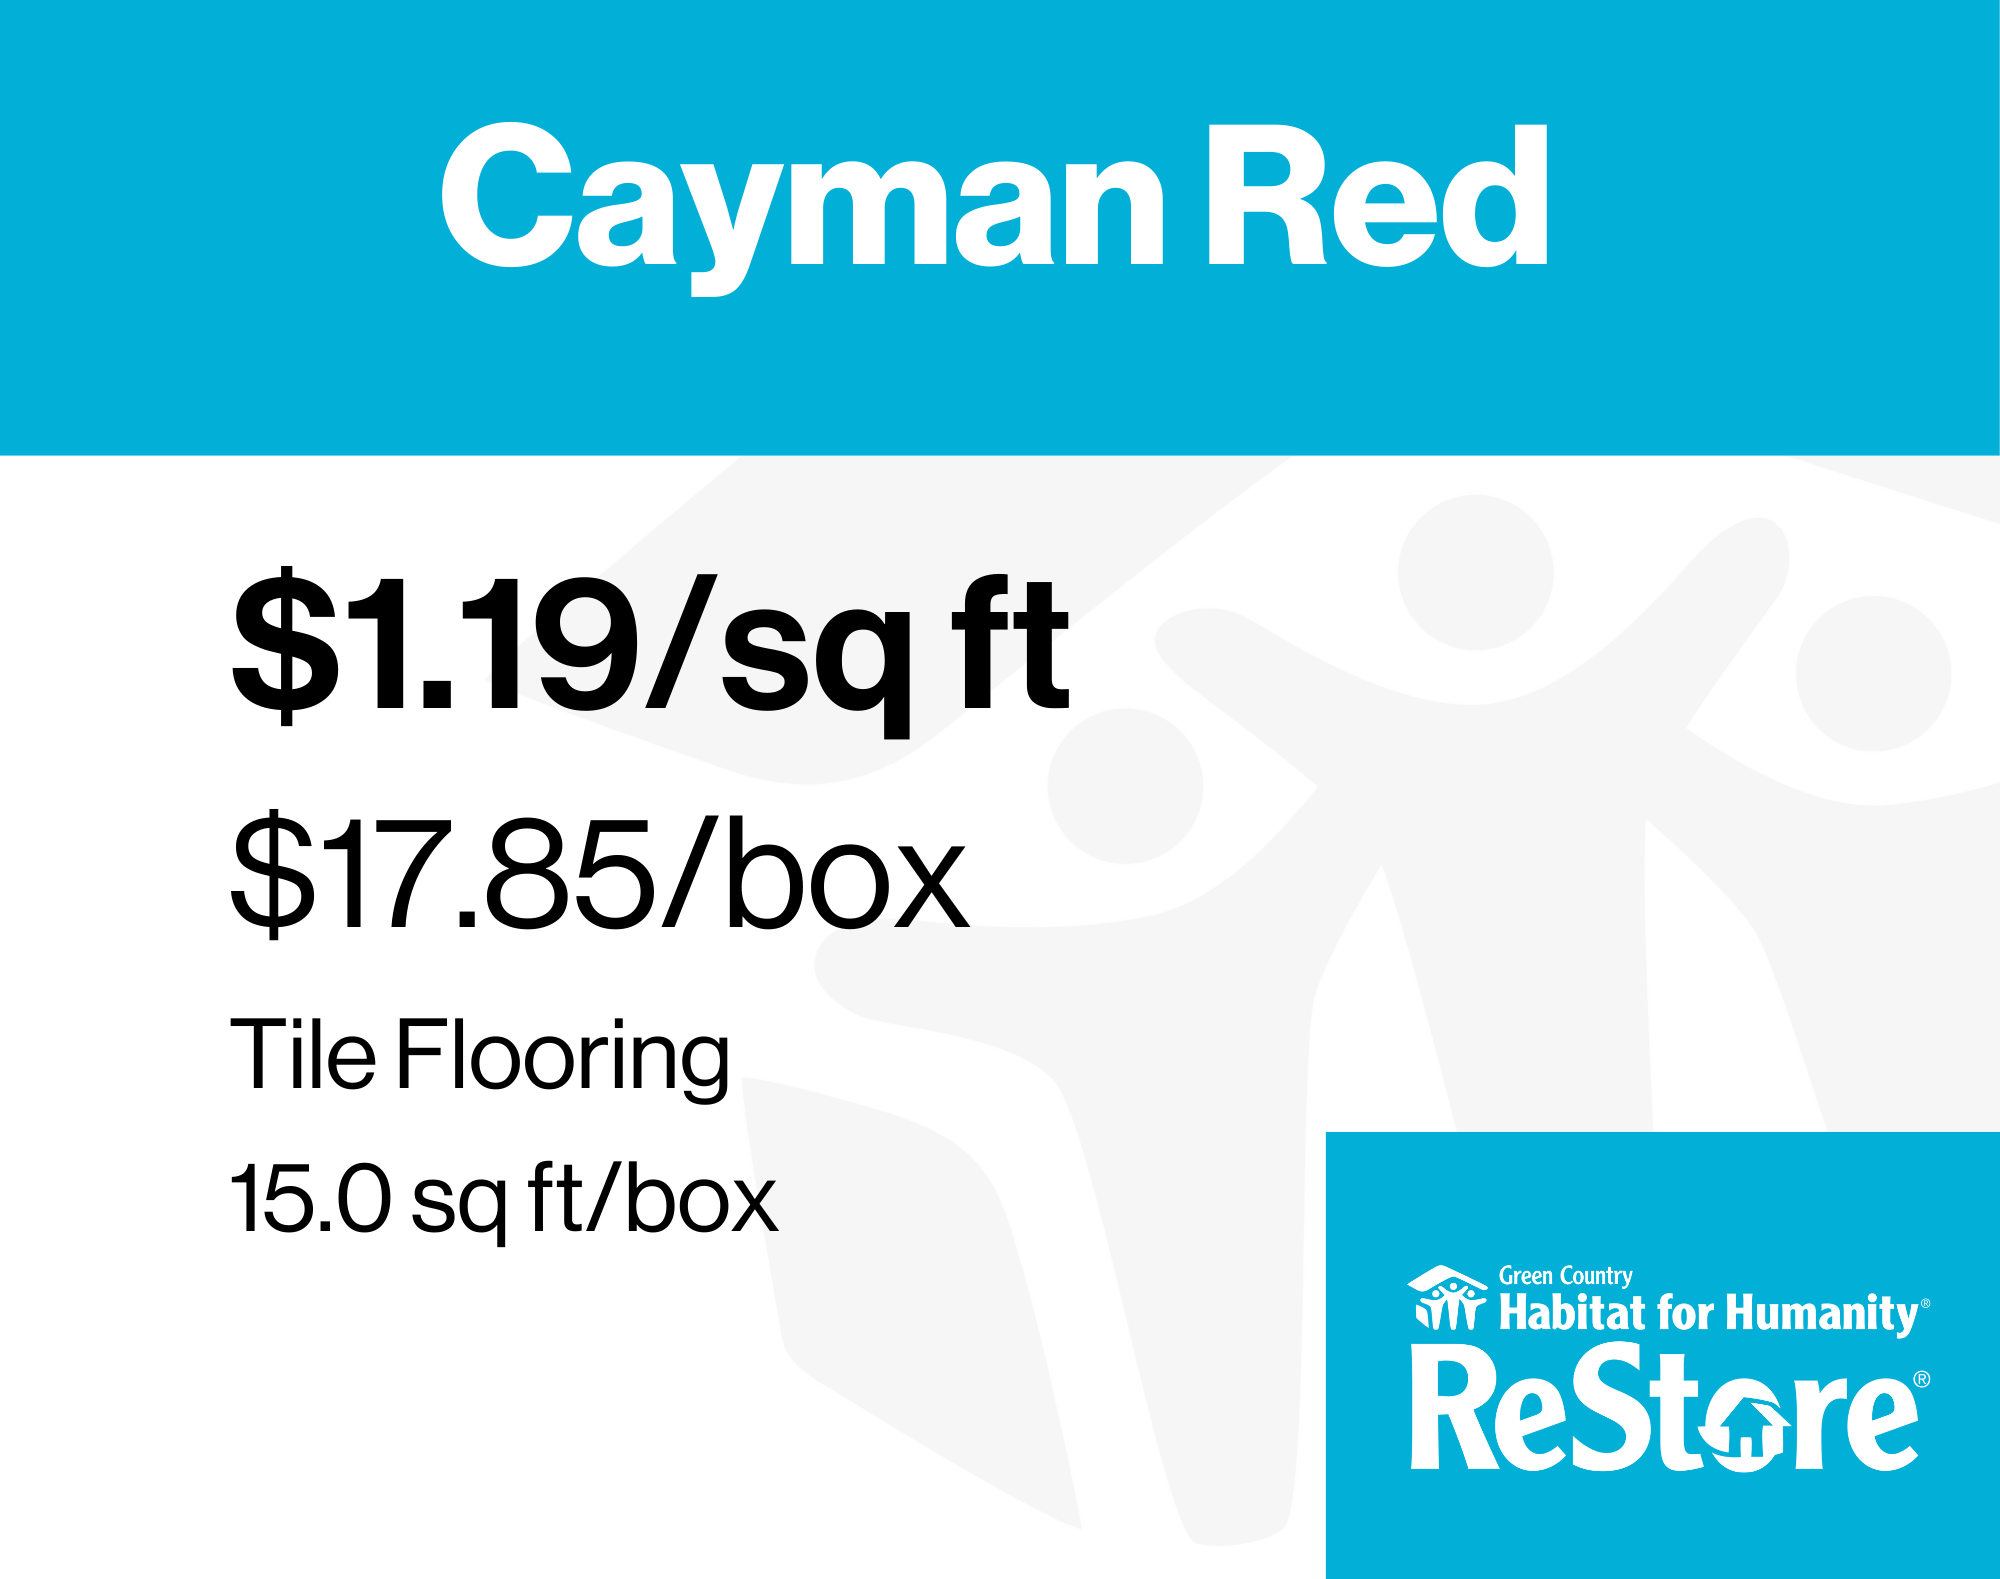 Cayman Red
$1.19/sq ft
$17.85/box
Tile Flooring
15.0 sq ft/box
Green Country
Habitat for Humanity®
ReStore®